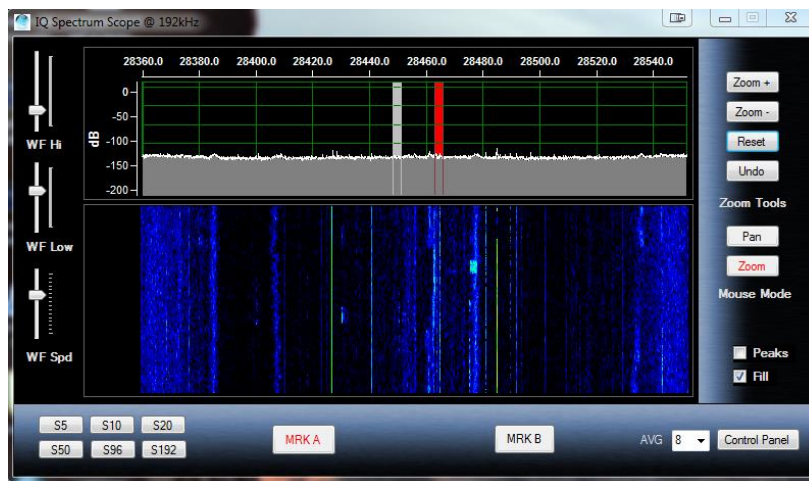 IQ Spectrum Scope @ 192kHz
28360.0 28380.0 28400.0 28420.0 28440.0 28460.0 28480.0 28500.0 28520.0 28540.0
0
-50
-100
-150
-200
dB
WF Hi
WF Low
WF Spd
Zoom +
Zoom -
Reset
Undo
Zoom Tools
Pan
Zoom
Mouse Mode
Peaks
Fill
S5 S10 S20
S50 S96 S192
MRK A
MRK B
AVG 8
Control Panel